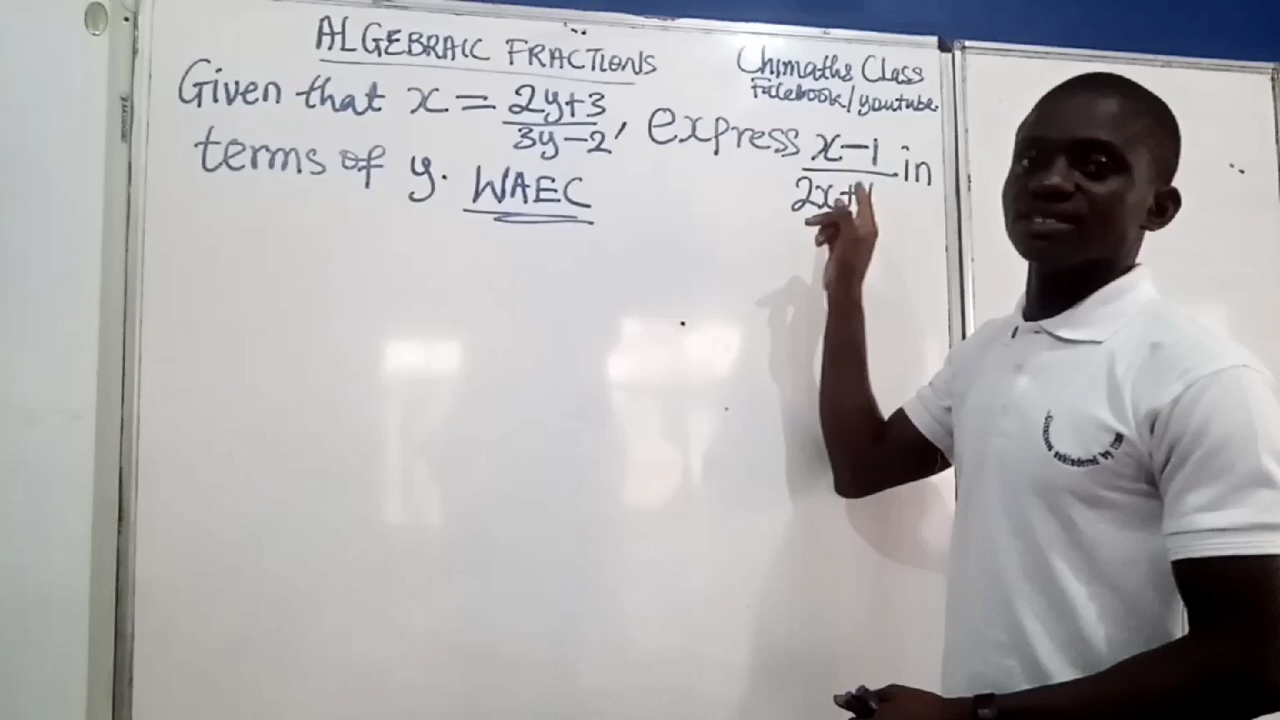 ALGEBRAIC FRACTIONS
Chimaths Class
Facebook/youtube.
Given that x = 2y+3/3y-2, express x-1/2x+ in
terms of y. WAEC